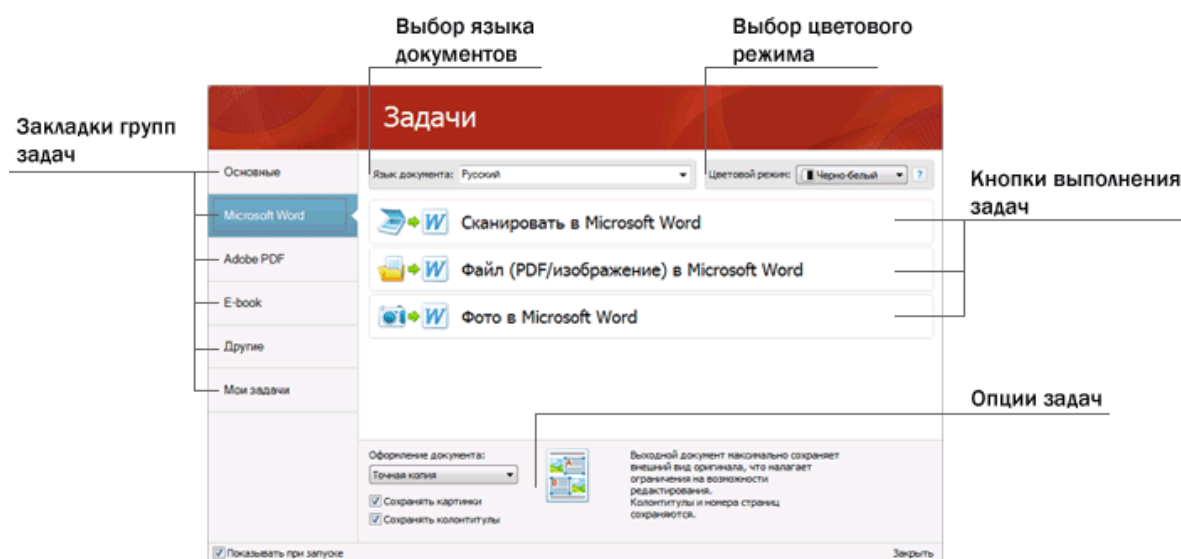 Выбор языка
документов
Выбор цветового
режима
Закладки групп
задач
Задачи
Основные
Microsoft Word
Adobe PDF
E-book
Другие
Мои задачи
Язык документа: Русский
Цветовой режим: Черно-белый ?
Сканировать в Microsoft Word
Файл (PDF/изображение) в Microsoft Word
Фото в Microsoft Word
Кнопки выполнения
задач
Опции задач
Оформление документа:
Точная копия
Сохранять картинки
Сохранять колонтитулы
Выходной документ максимально сохраняет
внешний вид оригинала, что налагает
ограничения на возможности
редактирования.
Колонтитулы и номера страниц
сохраняются.
Показывать при запуске
Закрыть